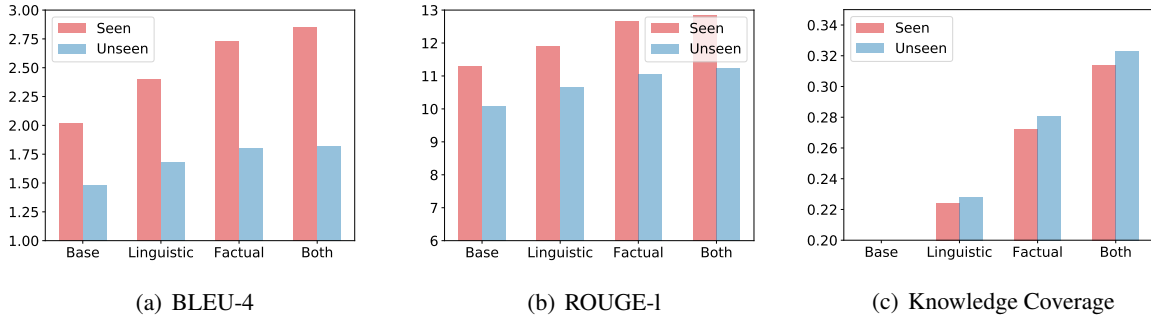 3.00
2.75
2.50
2.25
2.00
1.75
1.50
1.25
1.00
Seen
Unseen
Base Linguistic Factual Both
(a) BLEU-4
13
12
11
10
9
8
7
6
Seen
Unseen
Base Linguistic Factual Both
(b) ROUGE-l
0.34
0.32
0.30
0.28
0.26
0.24
0.22
0.20
Seen
Unseen
Base Linguistic Factual Both
(c) Knowledge Coverage